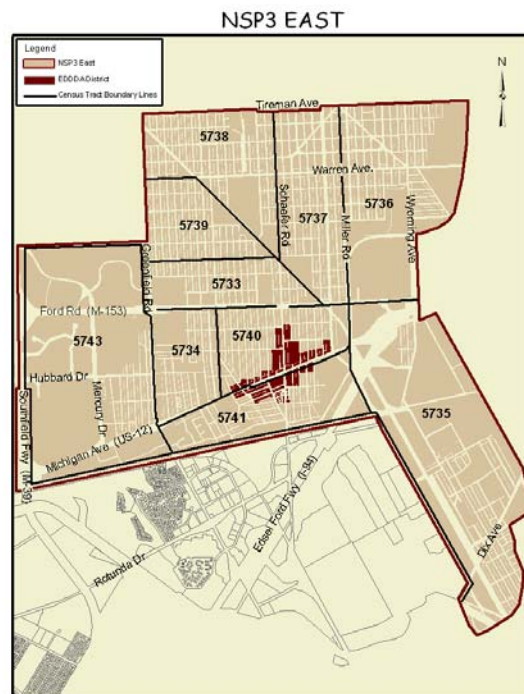 NSP3 EAST
Legend
NSP3 East
EDDDA District
Census Tract Boundary Lines
N
Tireman Ave.
5738
Warren Ave.
Schaefer Rd
5737
Miller Rd
5736
Wyoming Ave
5739
Greenfield Rd
5733
Ford Rd (M-153)
5743
5734
5740
Hubbard Dr
Mercury Dr
5741
5735
Southfield Fwy (M-39)
Michigan Ave (US-12)
Edsel Ford Fwy (I-94)
Rotunda Dr
Dix Ave.